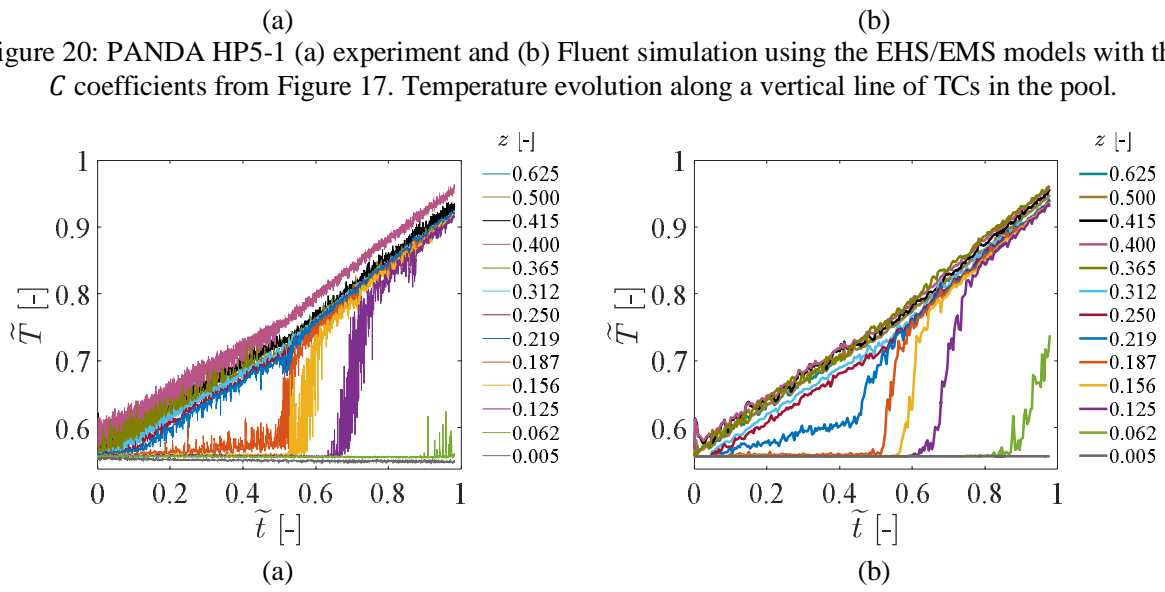 (a) (b)
igure 20: PANDA HP5-1 (a) experiment and (b) Fluent simulation using the EHS/EMS models with th
C coefficients from Figure 17. Temperature evolution along a vertical line of TCs in the pool.
z [-]
1
0.9
0.8
0.7
0.6
T̃ [-]
0 0.2 0.4 0.6 0.8 1
t̃ [-]
0.625
0.500
0.415
0.400
0.365
0.312
0.250
0.219
0.187
0.156
0.125
0.062
0.005
(a)
z [-]
1
0.9
0.8
0.7
0.6
T̃ [-]
0 0.2 0.4 0.6 0.8 1
t̃ [-]
0.625
0.500
0.415
0.400
0.365
0.312
0.250
0.219
0.187
0.156
0.125
0.062
0.005
(b)